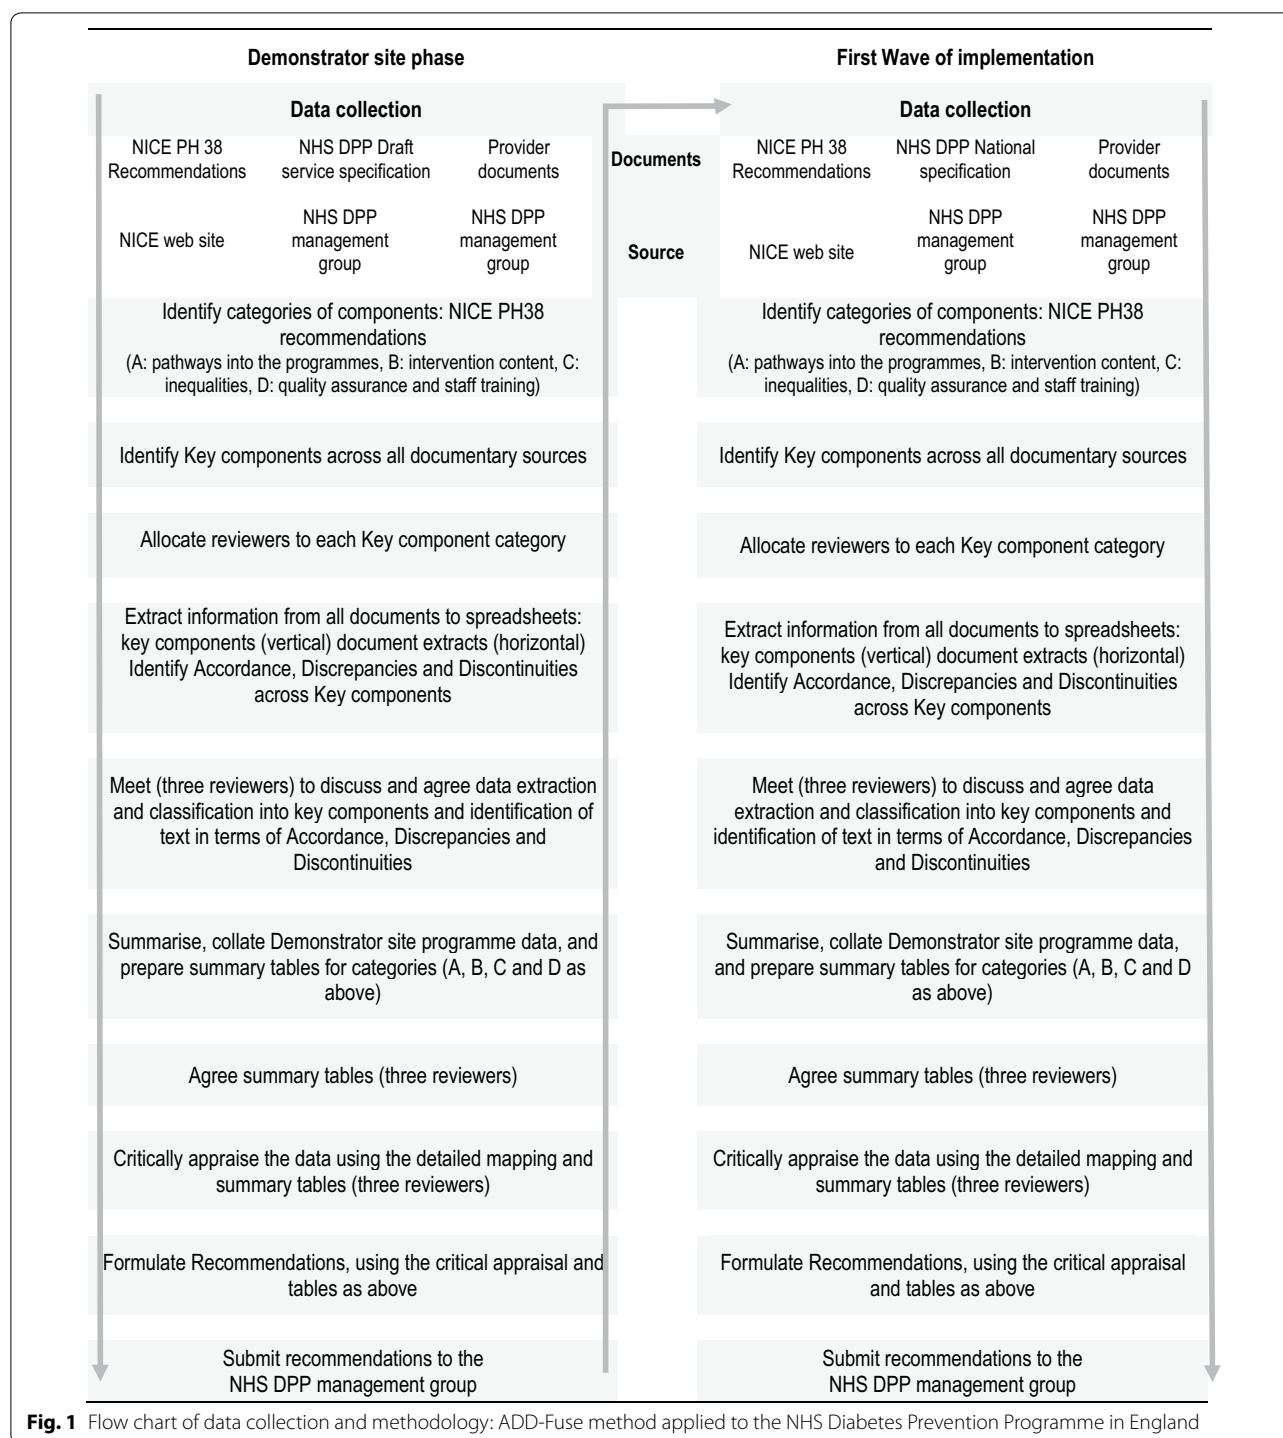 Demonstrator site phase
First Wave of implementation
Data collection
Data collection
NICE PH 38
Recommendations
NHS DPP Draft
service specification
Provider
documents
Documents
NICE PH 38
Recommendations
NHS DPP National
specification
Provider
documents
NICE web site
NHS DPP
management
group
NHS DPP
management
group
Source
NICE web site
NHS DPP
management
group
NHS DPP
management
group
Identify categories of components: NICE PH38
recommendations
(A: pathways into the programmes, B: intervention content, C:
inequalities, D: quality assurance and staff training)
Identify categories of components: NICE PH38
recommendations
(A: pathways into the programmes, B: intervention content, C:
inequalities, D: quality assurance and staff training)
Identify Key components across all documentary sources
Identify Key components across all documentary sources
Allocate reviewers to each Key component category
Allocate reviewers to each Key component category
Extract information from all documents to spreadsheets:
key components (vertical) document extracts (horizontal)
Identify Accordance, Discrepancies and Discontinuities
across Key components
Extract information from all documents to spreadsheets:
key components (vertical) document extracts (horizontal)
Identify Accordance, Discrepancies and Discontinuities
across Key components
Meet (three reviewers) to discuss and agree data extraction
and classification into key components and identification of
text in terms of Accordance, Discrepancies and
Discontinuities
Meet (three reviewers) to discuss and agree data
extraction and classification into key components and
identification of text in terms of Accordance, Discrepancies
and Discontinuities
Summarise, collate Demonstrator site programme data, and
prepare summary tables for categories (A, B, C and D as
above)
Summarise, collate Demonstrator site programme data,
and prepare summary tables for categories (A, B, C and D
as above)
Agree summary tables (three reviewers)
Agree summary tables (three reviewers)
Critically appraise the data using the detailed mapping and
summary tables (three reviewers)
Critically appraise the data using the detailed mapping and
summary tables (three reviewers)
Formulate Recommendations, using the critical appraisal and
tables as above
Formulate Recommendations, using the critical appraisal
and tables as above
Submit recommendations to the
NHS DPP management group
Submit recommendations to the
NHS DPP management group
Fig. 1 Flow chart of data collection and methodology: ADD-Fuse method applied to the NHS Diabetes Prevention Programme in England